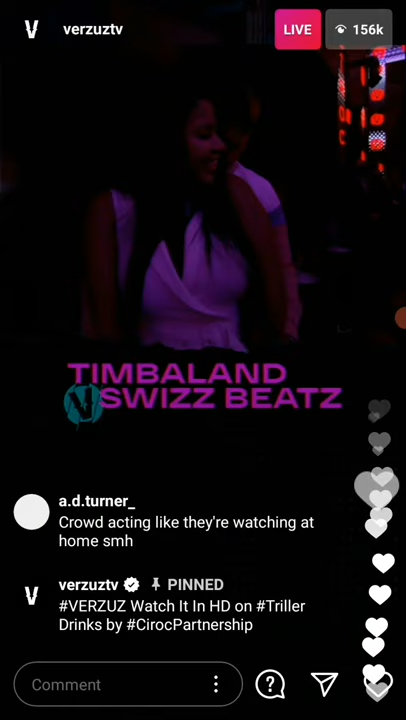 verzuztv
LIVE
156k
TIMBALAND
SWIZZ BEATZ
a.d.turner_
Crowd acting like they're watching at
home smh
verzuztv PINNED
#VERZUZ Watch It In HD on #Triller
Drinks by #CirocPartnership
Comment